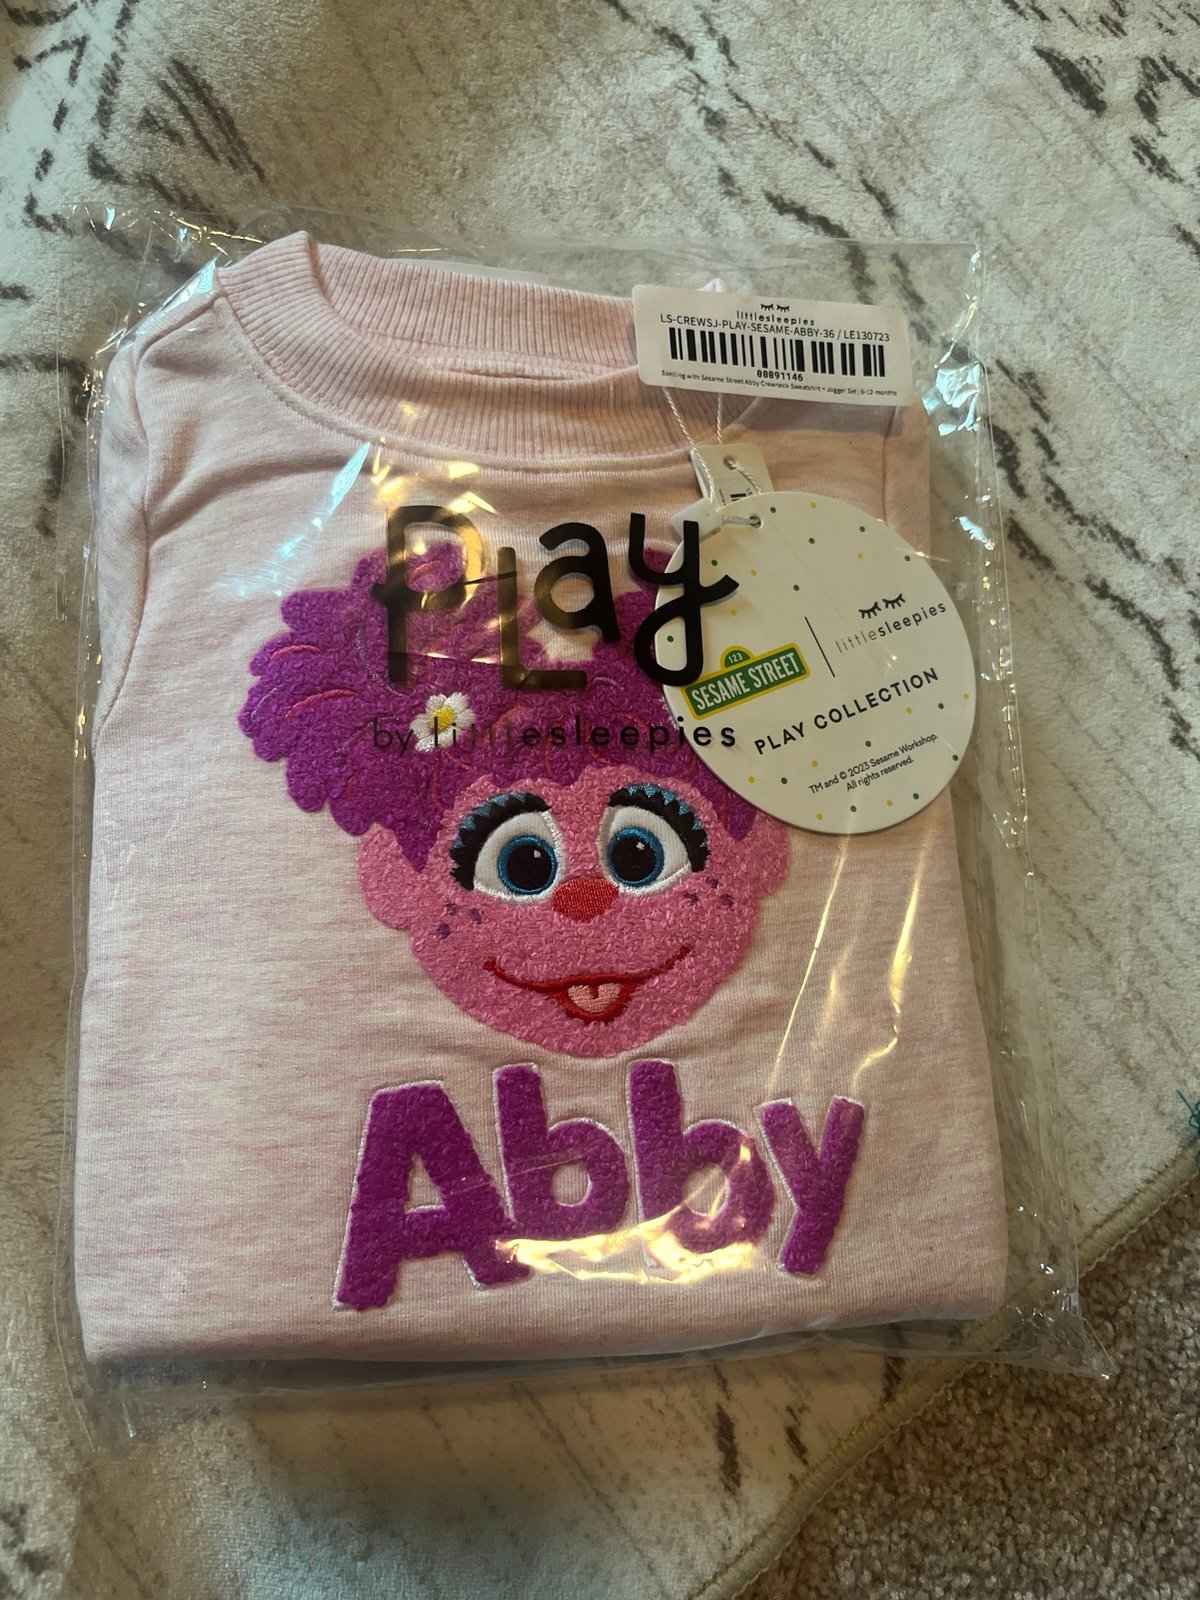 littlesleepies
LS-CREWSJ-PLAY-SESAME-ABBY-36 / LE130723
00091146
Spelling with Sesame Street Abby Crewneck Sweatshirt + Jogger Set | 6-12 months
Play
by littlesleepies
123
SESAME STREET
littlesleepies
PLAY COLLECTION
TM and © 2023 Sesame Workshop.
All rights reserved.
Abby